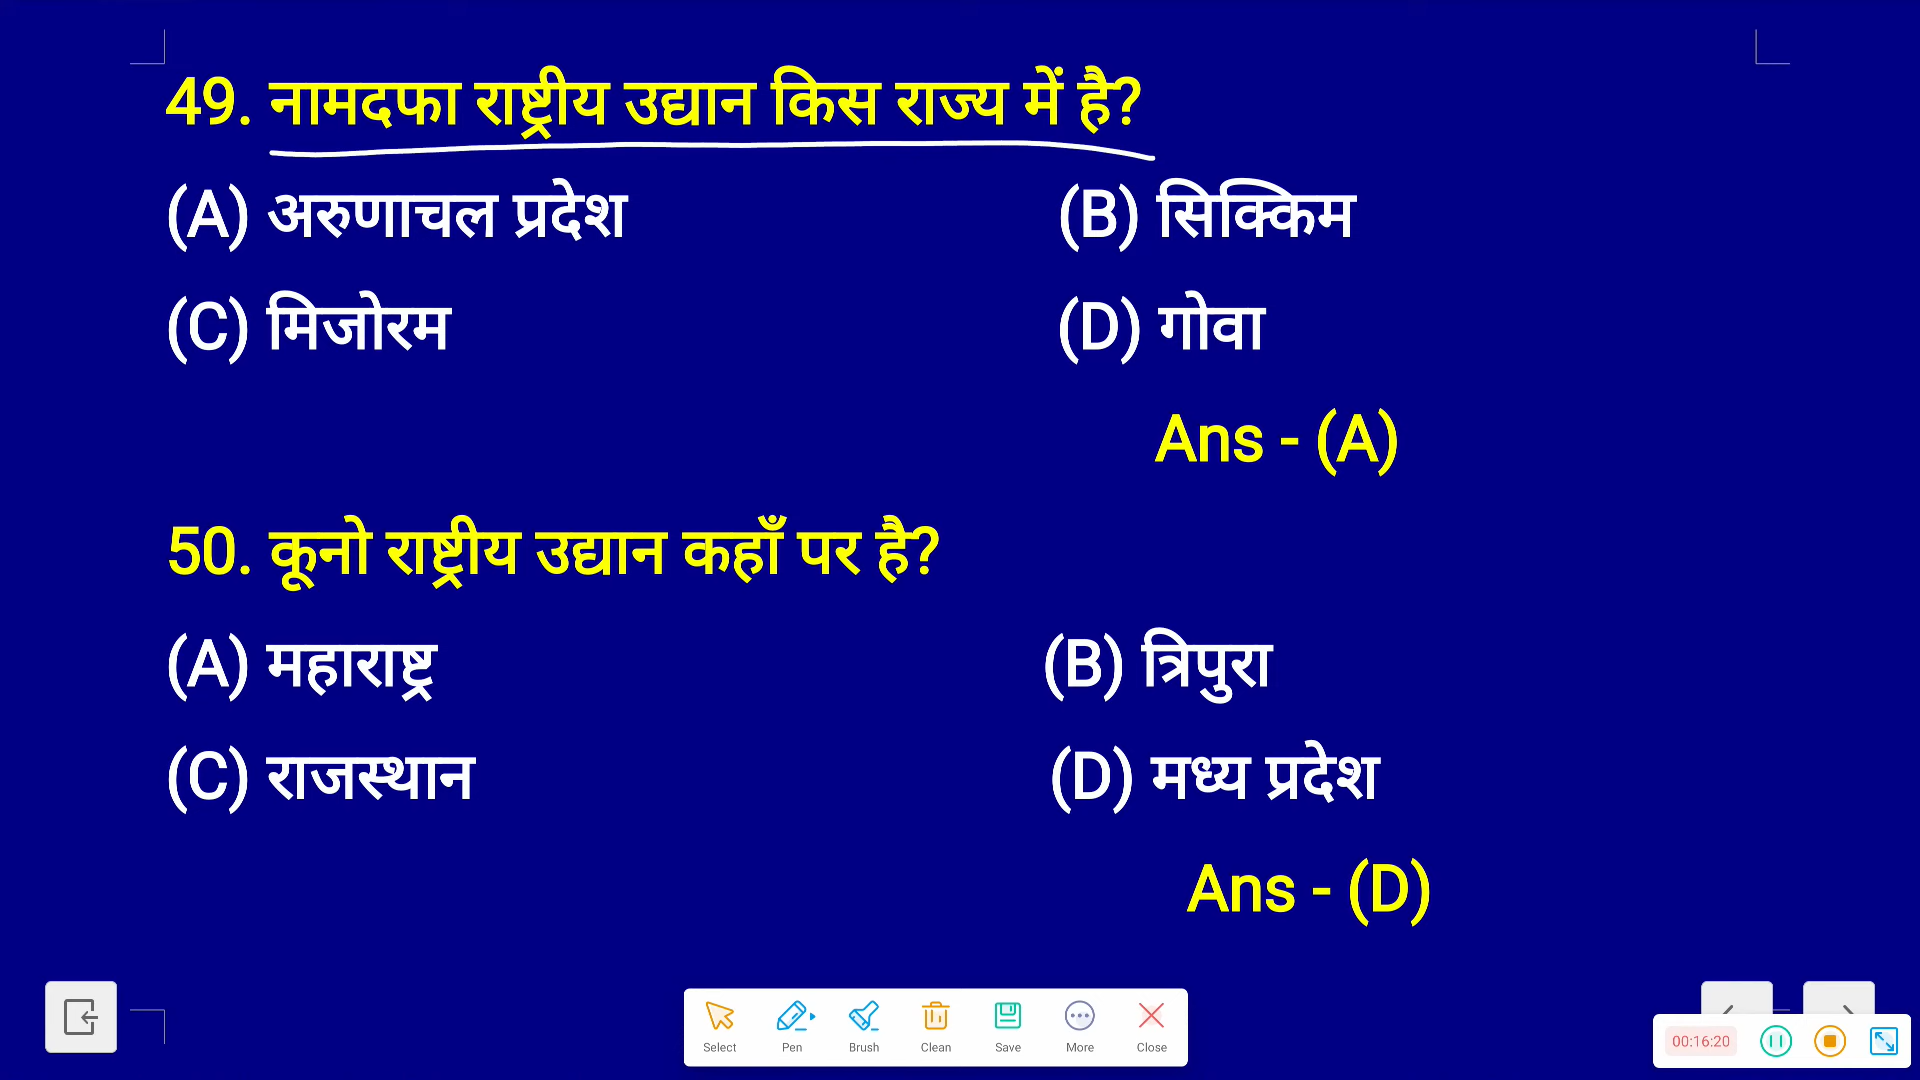 49. नामदफा राष्ट्रीय उद्यान किस राज्य में है?
(A) अरुणाचल प्रदेश (B) सिक्किम
(C) मिजोरम (D) गोवा
Ans - (A)
50. कूनो राष्ट्रीय उद्यान कहाँ पर है?
(A) महाराष्ट्र (B) त्रिपुरा
(C) राजस्थान (D) मध्य प्रदेश
Ans - (D)
Select Pen Brush Clean Save More Close
00:16:20